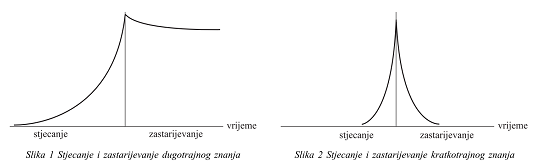 vrijeme
stjecanje zastarijevanje
Slika 1 Stjecanje i zastarijevanje dugotrajnog znanja
vrijeme
stjecanje zastarijevanje
Slika 2 Stjecanje i zastarijevanje kratkotrajnog znanja